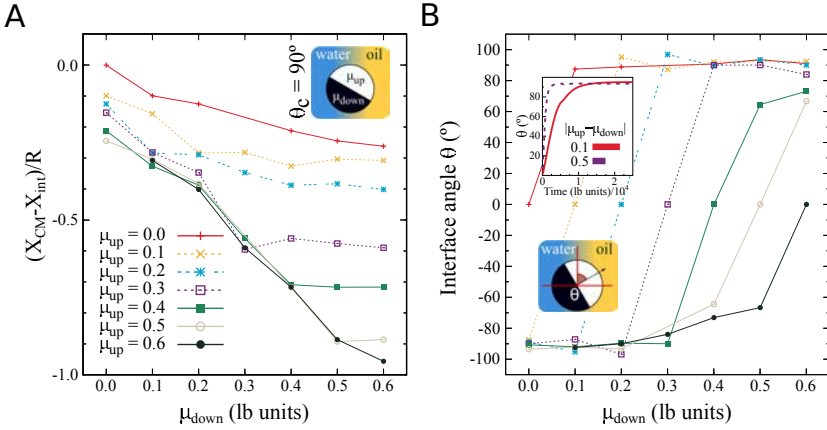 A
B
0.0
-0.5
-1.0
(X_CM-X_int)/R
0.0 0.1 0.2 0.3 0.4 0.5 0.6
μ_down (lb units)
θ_c = 90º
water oil
μ_up
μ_down
μ_up = 0.0
μ_up = 0.1
μ_up = 0.2
μ_up = 0.3
μ_up = 0.4
μ_up = 0.5
μ_up = 0.6
100
80
60
40
20
0
-20
-40
-60
-80
-100
Interface angle θ (º)
0.0 0.1 0.2 0.3 0.4 0.5 0.6
μ_down (lb units)
80
60
40
20
θ (º)
|μ_up-μ_down|
0.1
0.5
0 1 2
Time (lb units)/10^4
water oil
θ